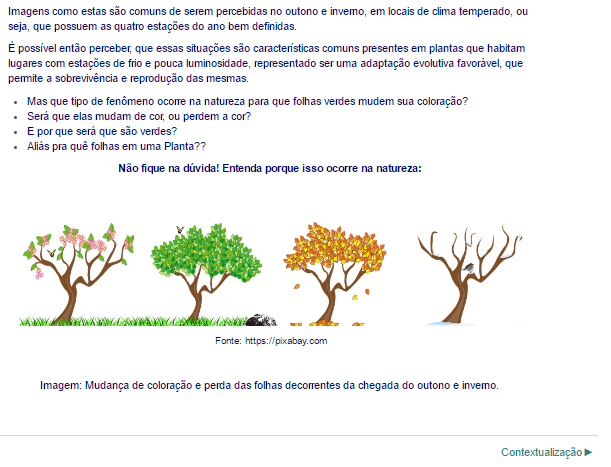 Imagens como estas são comuns de serem percebidas no outono e inverno, em locais de clima temperado, ou
seja, que possuem as quatro estações do ano bem definidas.
É possível então perceber, que essas situações são características comuns presentes em plantas que habitam
lugares com estações de frio e pouca luminosidade, representado ser uma adaptação evolutiva favorável, que
permite a sobrevivência e reprodução das mesmas.
• Mas que tipo de fenômeno ocorre na natureza para que folhas verdes mudem sua coloração?
• Será que elas mudam de cor, ou perdem a cor?
• E por que será que são verdes?
• Aliás pra quê folhas em uma Planta??
Não fique na dúvida! Entenda porque isso ocorre na natureza:
Fonte: https://pixabay.com
Imagem: Mudança de coloração e perda das folhas decorrentes da chegada do outono e inverno.
Contextualização ►